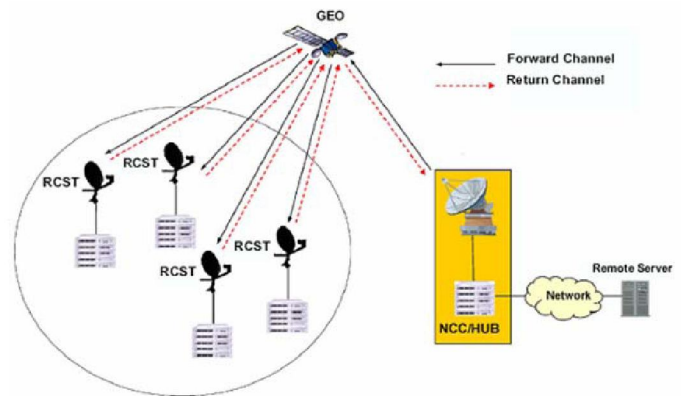 GEO
Forward Channel
Return Channel
RCST
RCST
RCST
RCST
Remote Server
Network
NCC/HUB